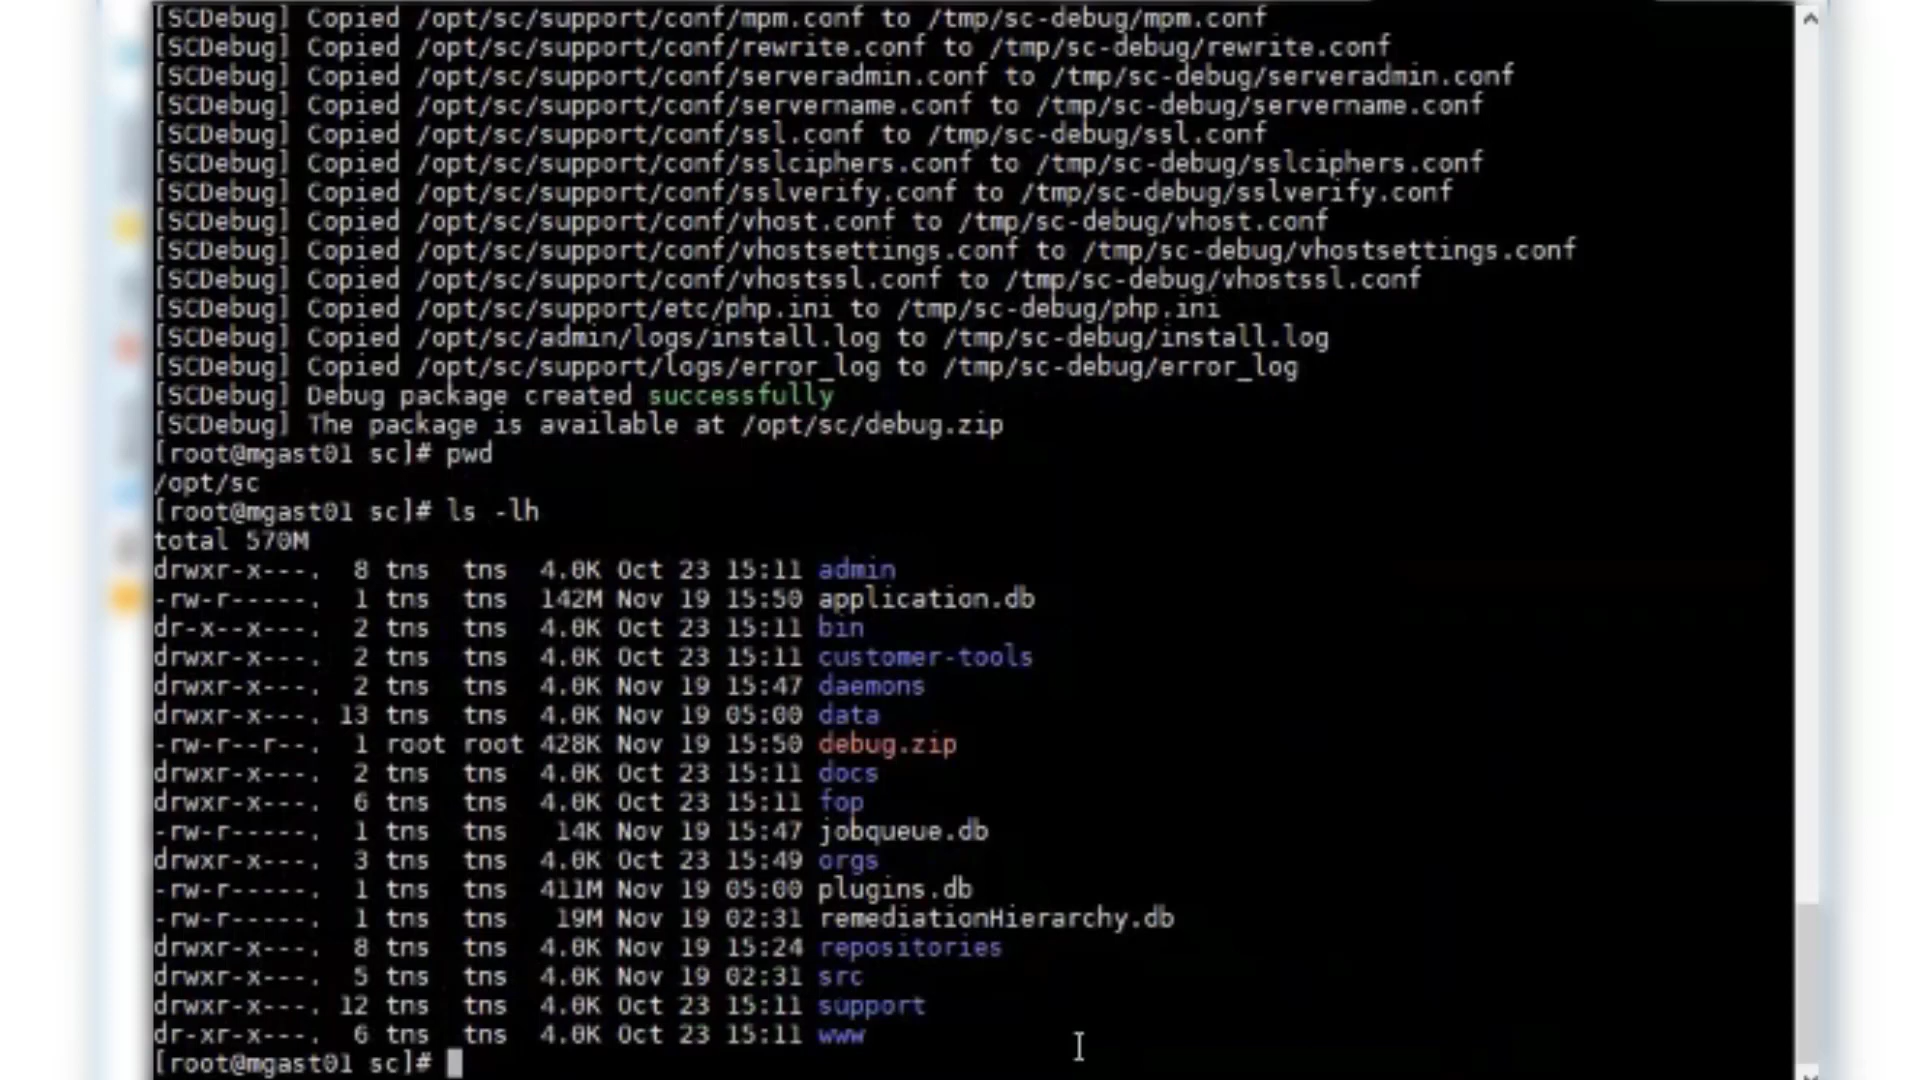 [SCDebug] Copied /opt/sc/support/conf/mpm.conf to /tmp/sc-debug/mpm.conf
[SCDebug] Copied /opt/sc/support/conf/rewrite.conf to /tmp/sc-debug/rewrite.conf
[SCDebug] Copied /opt/sc/support/conf/serveradmin.conf to /tmp/sc-debug/serveradmin.conf
[SCDebug] Copied /opt/sc/support/conf/servername.conf to /tmp/sc-debug/servername.conf
[SCDebug] Copied /opt/sc/support/conf/ssl.conf to /tmp/sc-debug/ssl.conf
[SCDebug] Copied /opt/sc/support/conf/sslciphers.conf to /tmp/sc-debug/sslciphers.conf
[SCDebug] Copied /opt/sc/support/conf/sslverify.conf to /tmp/sc-debug/sslverify.conf
[SCDebug] Copied /opt/sc/support/conf/vhost.conf to /tmp/sc-debug/vhost.conf
[SCDebug] Copied /opt/sc/support/conf/vhostsettings.conf to /tmp/sc-debug/vhostsettings.conf
[SCDebug] Copied /opt/sc/support/conf/vhostssl.conf to /tmp/sc-debug/vhostssl.conf
[SCDebug] Copied /opt/sc/support/etc/php.ini to /tmp/sc-debug/php.ini
[SCDebug] Copied /opt/sc/admin/logs/install.log to /tmp/sc-debug/install.log
[SCDebug] Copied /opt/sc/support/logs/error_log to /tmp/sc-debug/error_log
[SCDebug] Debug package created successfully
[SCDebug] The package is available at /opt/sc/debug.zip
[root@mgast01 sc]# pwd
/opt/sc
[root@mgast01 sc]# ls -lh
total 570M
drwxr-x---. 8 tns tns 4.0K Oct 23 15:11 admin
-rw-r-----. 1 tns tns 142M Nov 19 15:50 application.db
dr-x--x---. 2 tns tns 4.0K Oct 23 15:11 bin
drwxr-x---. 2 tns tns 4.0K Oct 23 15:11 customer-tools
drwxr-x---. 2 tns tns 4.0K Nov 19 15:47 daemons
drwxr-x---. 13 tns tns 4.0K Nov 19 05:00 data
-rw-r--r--. 1 root root 428K Nov 19 15:50 debug.zip
drwxr-x---. 2 tns tns 4.0K Oct 23 15:11 docs
drwxr-x---. 6 tns tns 4.0K Oct 23 15:11 fop
-rw-r-----. 1 tns tns 14K Nov 19 15:47 jobqueue.db
drwxr-x---. 3 tns tns 4.0K Oct 23 15:49 orgs
-rw-r-----. 1 tns tns 411M Nov 19 05:00 plugins.db
-rw-r-----. 1 tns tns 19M Nov 19 02:31 remediationHierarchy.db
drwxr-x---. 8 tns tns 4.0K Nov 19 15:24 repositories
drwxr-x---. 5 tns tns 4.0K Nov 19 02:31 src
drwxr-x---. 12 tns tns 4.0K Oct 23 15:11 support
dr-xr-x---. 6 tns tns 4.0K Oct 23 15:11 www
[root@mgast01 sc]#